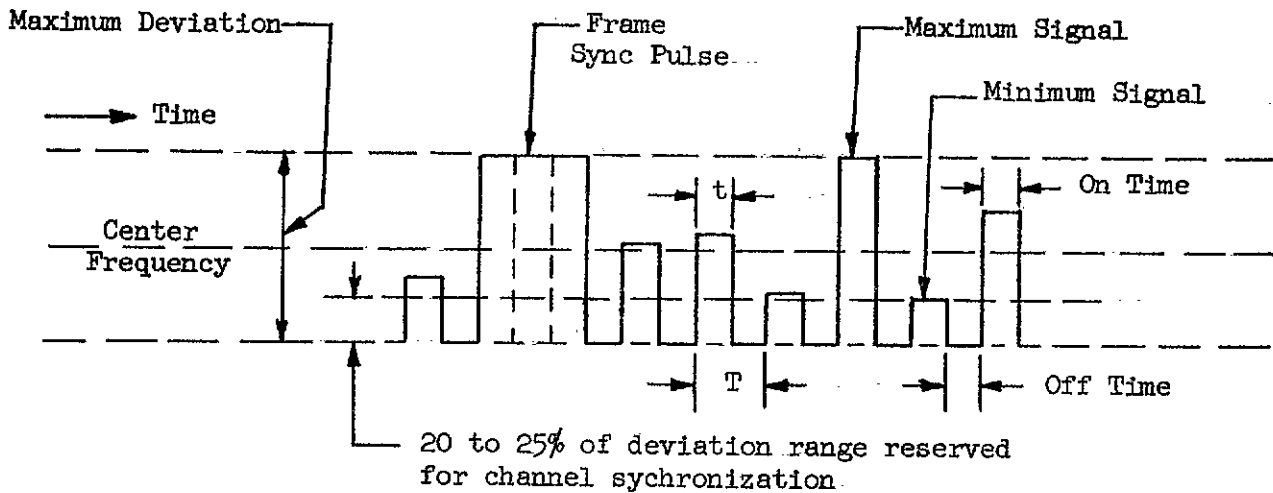 Maximum Deviation
Frame
Sync Pulse
Maximum Signal
Minimum Signal
Time
t
On Time
Center
Frequency
T
Off Time
20 to 25% of deviation range reserved
for channel sychronization